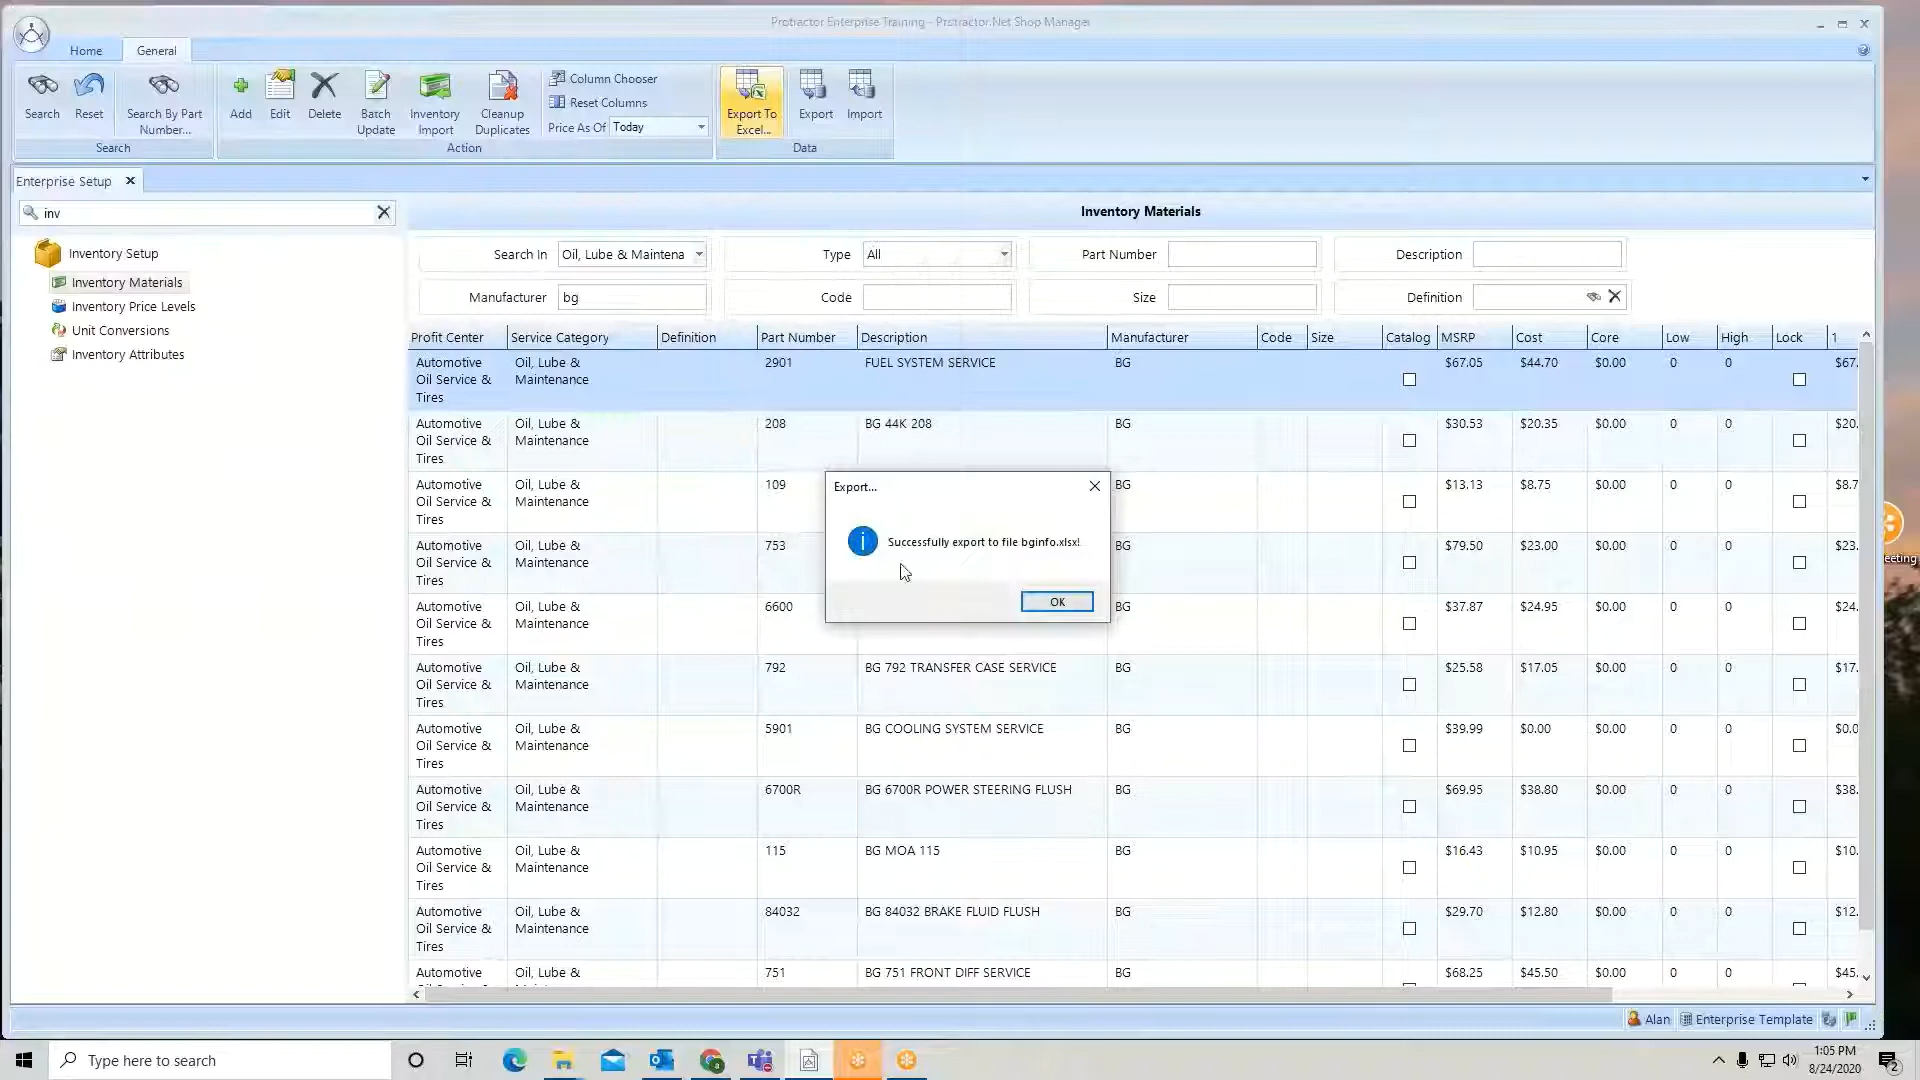 Protractor Enterprise Training - Protractor.Net Shop Manager
Home
General
Search
Reset
Search By Part
Number...
Add
Edit
Delete
Batch
Update
Inventory
Import
Cleanup
Duplicates
Column Chooser
Reset Columns
Price As Of Today
Export To
Excel...
Export
Import
Search
Action
Data
Enterprise Setup
inv
Inventory Setup
Inventory Materials
Inventory Price Levels
Unit Conversions
Inventory Attributes
Inventory Materials
Search In Oil, Lube & Maintena
Type All
Part Number
Description
Manufacturer bg
Code
Size
Definition
Profit Center Service Category Definition Part Number Description Manufacturer Code Size Catalog MSRP Cost Core Low High Lock 1
Automotive Oil, Lube & 2901 FUEL SYSTEM SERVICE BG $67.05 $44.70 $0.00 0 0 $67.
Oil Service & Maintenance
Tires
Automotive Oil, Lube & 208 BG 44K 208 BG $30.53 $20.35 $0.00 0 0 $20.
Oil Service & Maintenance
Tires
Automotive Oil, Lube & 109 BG $13.13 $8.75 $0.00 0 0 $8.7
Oil Service & Maintenance
Tires
Automotive Oil, Lube & 753 BG $79.50 $23.00 $0.00 0 0 $23.
Oil Service & Maintenance
Tires
Automotive Oil, Lube & 6600 BG $37.87 $24.95 $0.00 0 0 $24.
Oil Service & Maintenance
Tires
Automotive Oil, Lube & 792 BG 792 TRANSFER CASE SERVICE BG $25.58 $17.05 $0.00 0 0 $17.
Oil Service & Maintenance
Tires
Automotive Oil, Lube & 5901 BG COOLING SYSTEM SERVICE BG $39.99 $0.00 $0.00 0 0 $0.0
Oil Service & Maintenance
Tires
Automotive Oil, Lube & 6700R BG 6700R POWER STEERING FLUSH BG $69.95 $38.80 $0.00 0 0 $38.
Oil Service & Maintenance
Tires
Automotive Oil, Lube & 115 BG MOA 115 BG $16.43 $10.95 $0.00 0 0 $10.
Oil Service & Maintenance
Tires
Automotive Oil, Lube & 84032 BG 84032 BRAKE FLUID FLUSH BG $29.70 $12.80 $0.00 0 0 $12.
Oil Service & Maintenance
Tires
Automotive Oil, Lube & 751 BG 751 FRONT DIFF SERVICE BG $68.25 $45.50 $0.00 0 0 $45.
Export...
Successfully export to file bginfo.xlsx!
OK
eeting
Alan
Enterprise Template
Type here to search
1:05 PM
8/24/2020
2